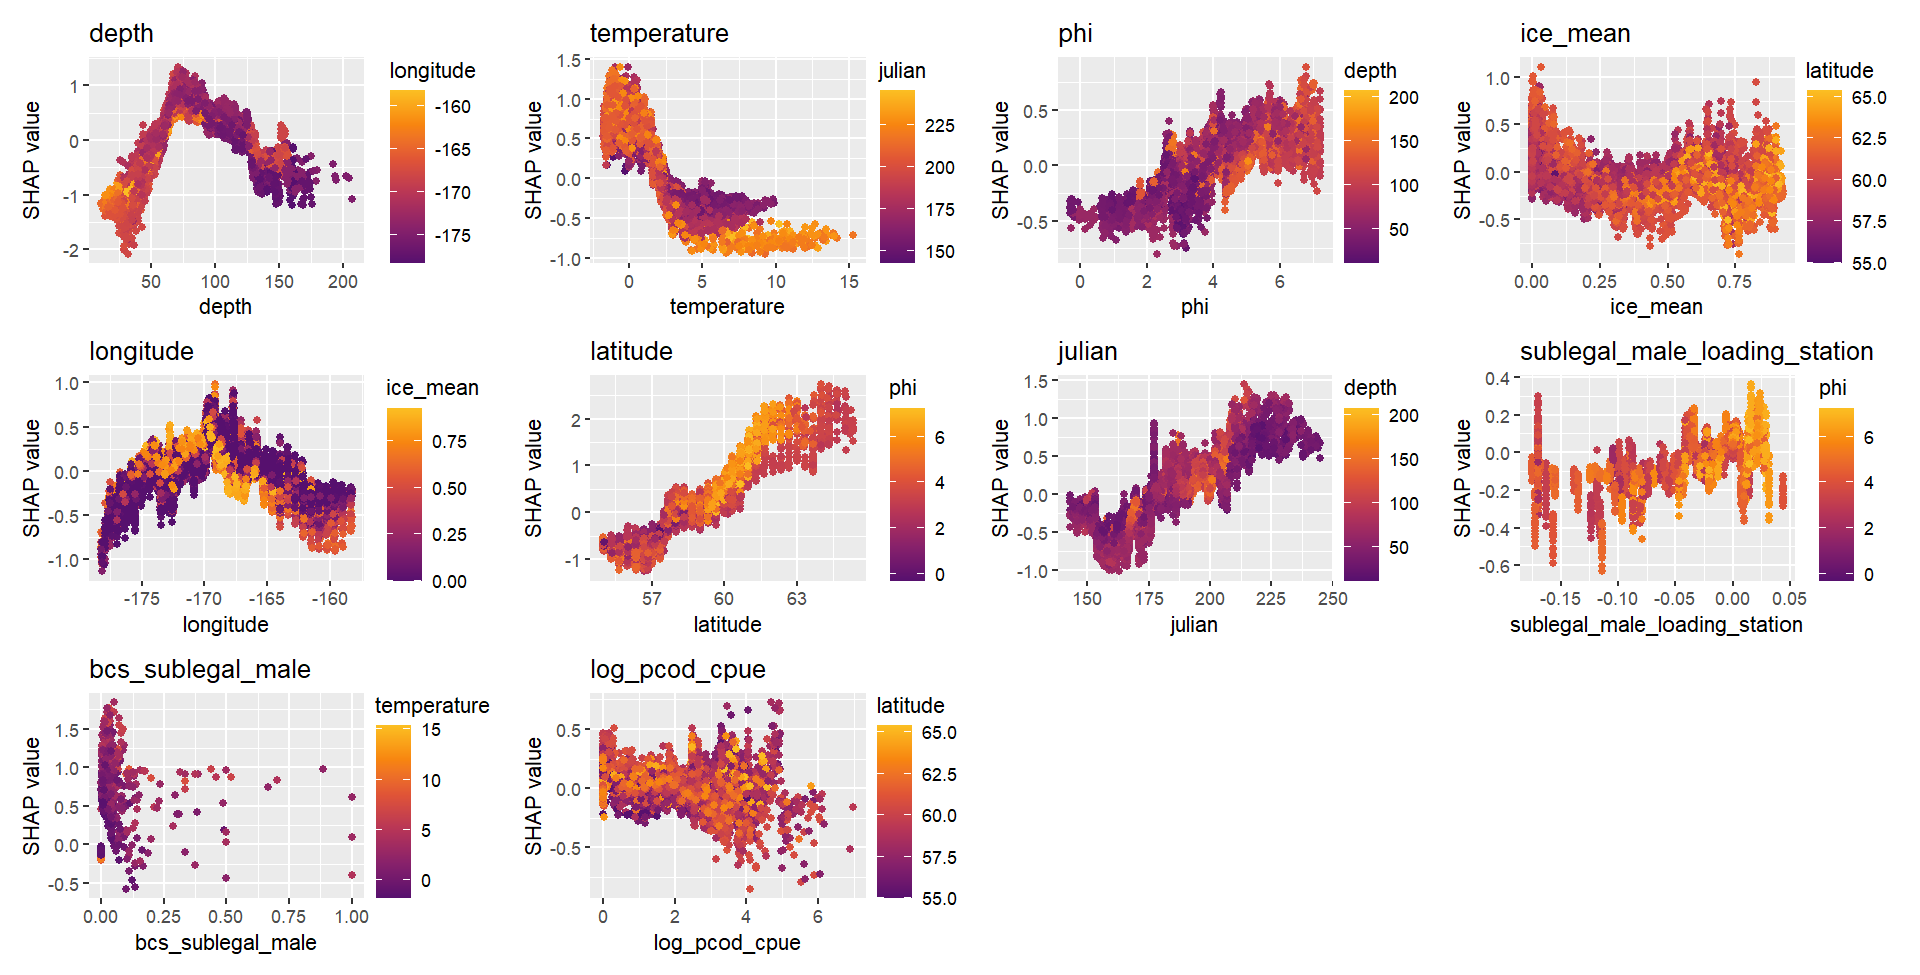 depth
longitude
-160
-165
-170
-175
SHAP value
1
0
-1
-2
50 100 150 200
depth
temperature
julian
225
200
175
150
SHAP value
1.5
1.0
0.5
0.0
-0.5
-1.0
0 5 10 15
temperature
phi
depth
200
150
100
50
SHAP value
0.5
0.0
-0.5
0 2 4 6
phi
ice_mean
latitude
65.0
62.5
60.0
57.5
55.0
SHAP value
1.0
0.5
0.0
-0.5
0.00 0.25 0.50 0.75
ice_mean
longitude
ice_mean
0.75
0.50
0.25
0.00
SHAP value
1.0
0.5
0.0
-0.5
-1.0
-175 -170 -165 -160
longitude
latitude
phi
6
4
2
0
SHAP value
2
1
0
-1
57 60 63
latitude
julian
depth
200
150
100
50
SHAP value
1.5
1.0
0.5
0.0
-0.5
-1.0
150 175 200 225 250
julian
sublegal_male_loading_station
phi
6
4
2
0
SHAP value
0.4
0.2
0.0
-0.2
-0.4
-0.6
-0.15 -0.10 -0.05 0.00 0.05
sublegal_male_loading_station
bcs_sublegal_male
temperature
15
10
5
0
SHAP value
1.5
1.0
0.5
0.0
-0.5
0.00 0.25 0.50 0.75 1.00
bcs_sublegal_male
log_pcod_cpue
latitude
65.0
62.5
60.0
57.5
55.0
SHAP value
0.5
0.0
-0.5
0 2 4 6
log_pcod_cpue